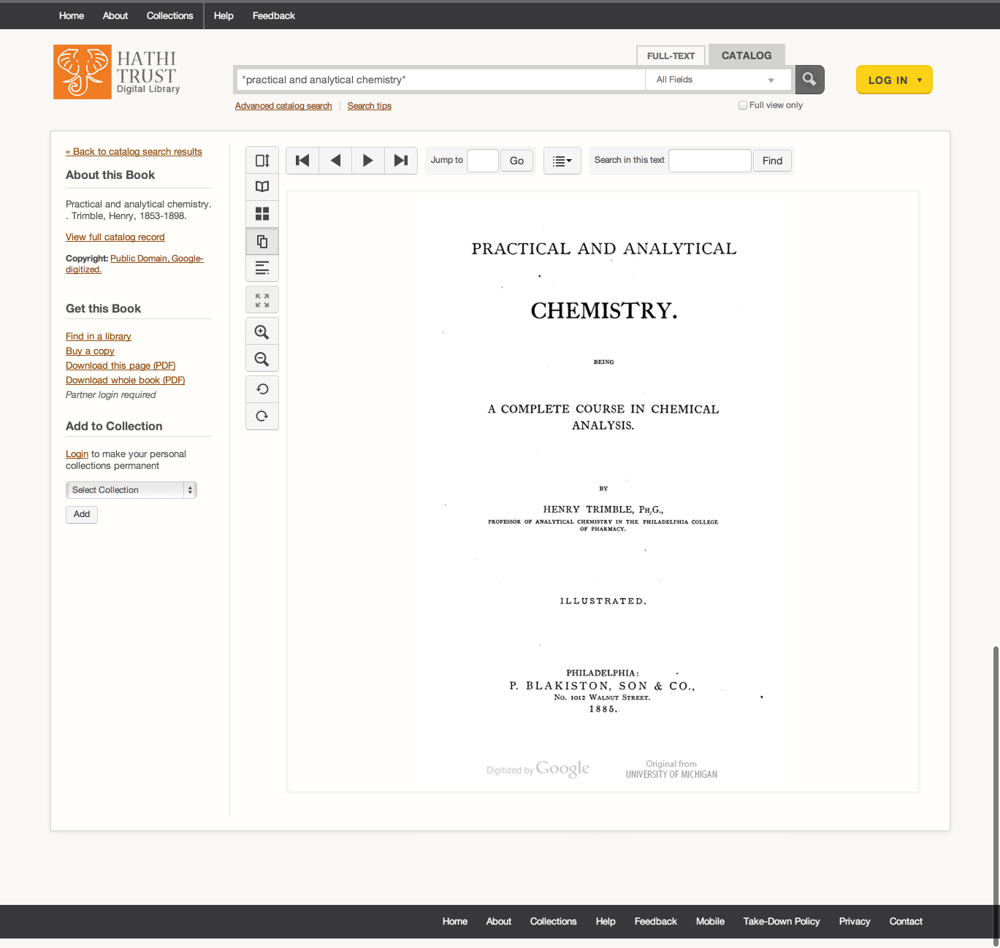 Home About Collections Help Feedback
HATHI
TRUST
Digital Library
FULL-TEXT CATALOG
"practical and analytical chemistry" All Fields
LOG IN
Advanced catalog search Search tips
Full view only
« Back to catalog search results
About this Book
Practical and analytical chemistry.
. Trimble, Henry, 1853-1898.
View full catalog record
Copyright: Public Domain, Google-
digitized.
Get this Book
Find in a library
Buy a copy
Download this page (PDF)
Download whole book (PDF)
Partner login required
Add to Collection
Login to make your personal
collections permanent
Select Collection
Add
Jump to Go
Search in this text Find
PRACTICAL AND ANALYTICAL
CHEMISTRY.
BEING
A COMPLETE COURSE IN CHEMICAL
ANALYSIS.
BY
HENRY TRIMBLE, PH.G.,
PROFESSOR OF ANALYTICAL CHEMISTRY IN THE PHILADELPHIA COLLEGE
OF PHARMACY.
ILLUSTRATED.
PHILADELPHIA:
P. BLAKISTON, SON & CO.,
No. 1012 Walnut Street.
1885.
Digitized by Google
Original from
UNIVERSITY OF MICHIGAN
Home About Collections Help Feedback Mobile Take-Down Policy Privacy Contact